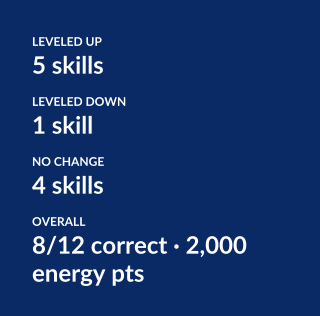 LEVELED UP
5 skills
LEVELED DOWN
1 skill
NO CHANGE
4 skills
OVERALL
8/12 correct · 2,000
energy pts